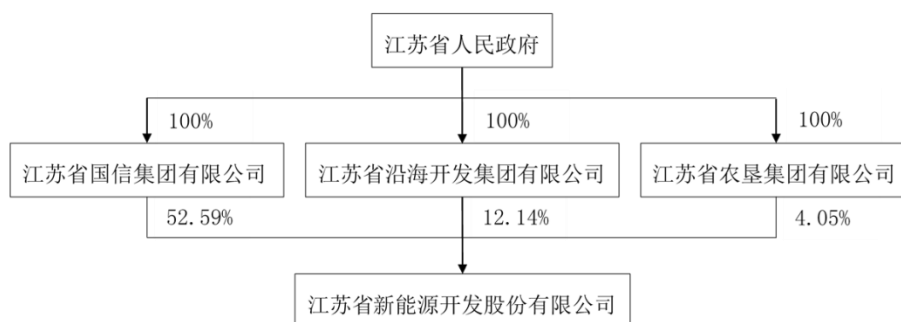 江苏省人民政府
100% 100% 100%
江苏省国信集团有限公司 江苏省沿海开发集团有限公司 江苏省农垦集团有限公司
52.59% 12.14% 4.05%
江苏省新能源开发股份有限公司